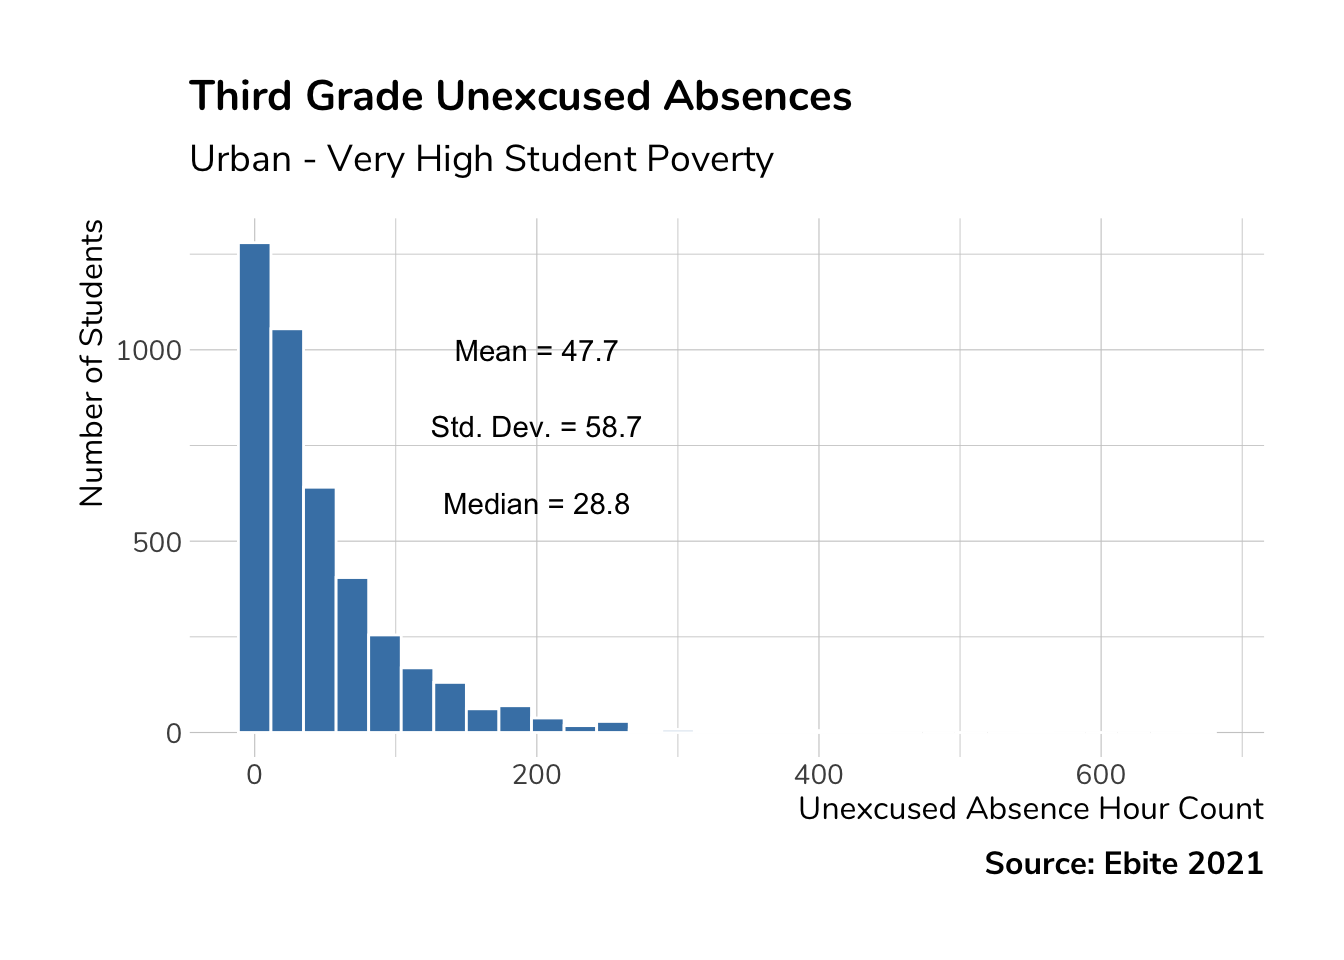 Third Grade Unexcused Absences
Urban - Very High Student Poverty
Number of Students
1000
500
0
Mean = 47.7
Std. Dev. = 58.7
Median = 28.8
0 200 400 600
Unexcused Absence Hour Count
Source: Ebite 2021